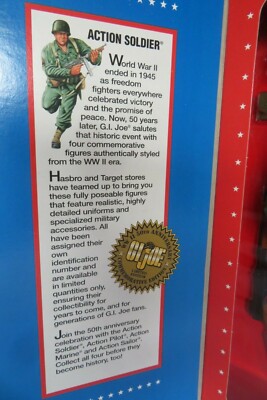 ACTION SOLDIER®
World War II
ended in 1945
as freedom
fighters everywhere
celebrated victory
and the promise of
peace. Now, 50 years
later, G.I. Joe® salutes
that historic event with
four commemorative
figures authentically styled
from the WW II era.
Hasbro and Target stores
have teamed up to bring you
these fully poseable figures
that feature realistic, highly
detailed uniforms and
specialized military
accessories. All
have been
assigned their
own
identification
number and
are available
in limited
quantities only,
ensuring their
collectibility for
years to come, and for
generations of G.I. Joe fans.
GI JOE
Join the 50th anniversary
celebration with the Action
Soldier, Action Pilot, Action
Marine and Action Sailor.
Collect all four before they
become history, too!